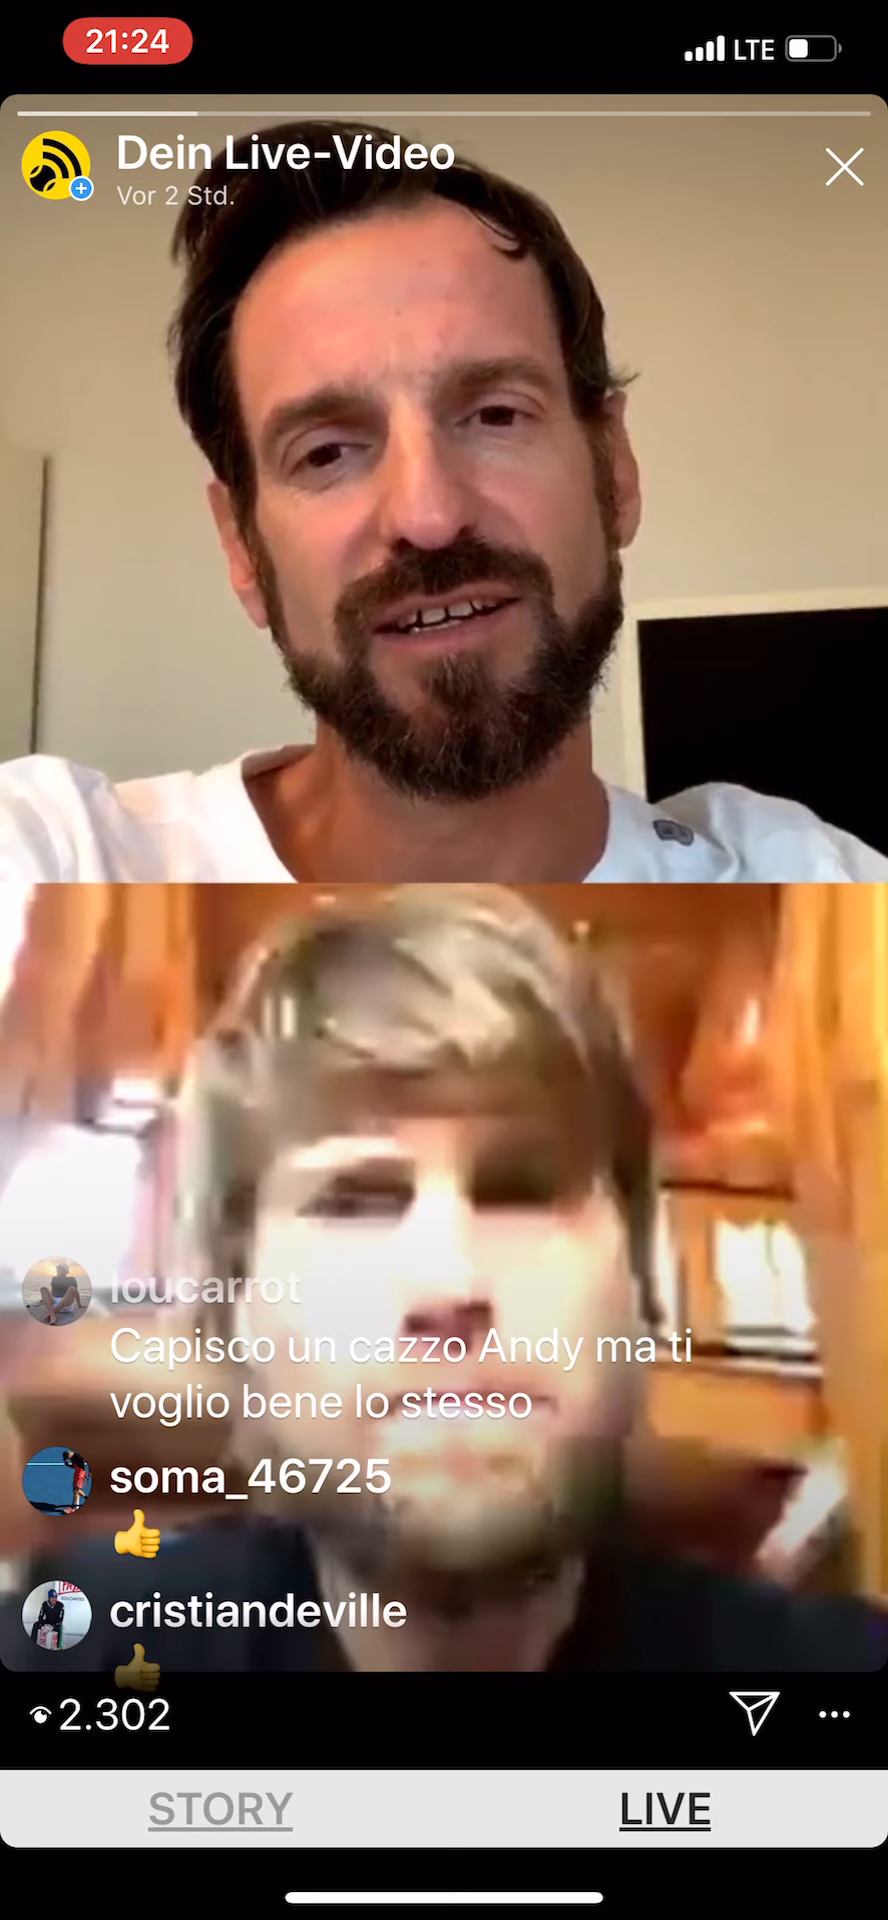 21:24
LTE
Dein Live-Video
Vor 2 Std.
loucarrot
Capisco un cazzo Andy ma ti
voglio bene lo stesso
soma_46725
👍
cristiandeville
👍
2.302
STORY
LIVE